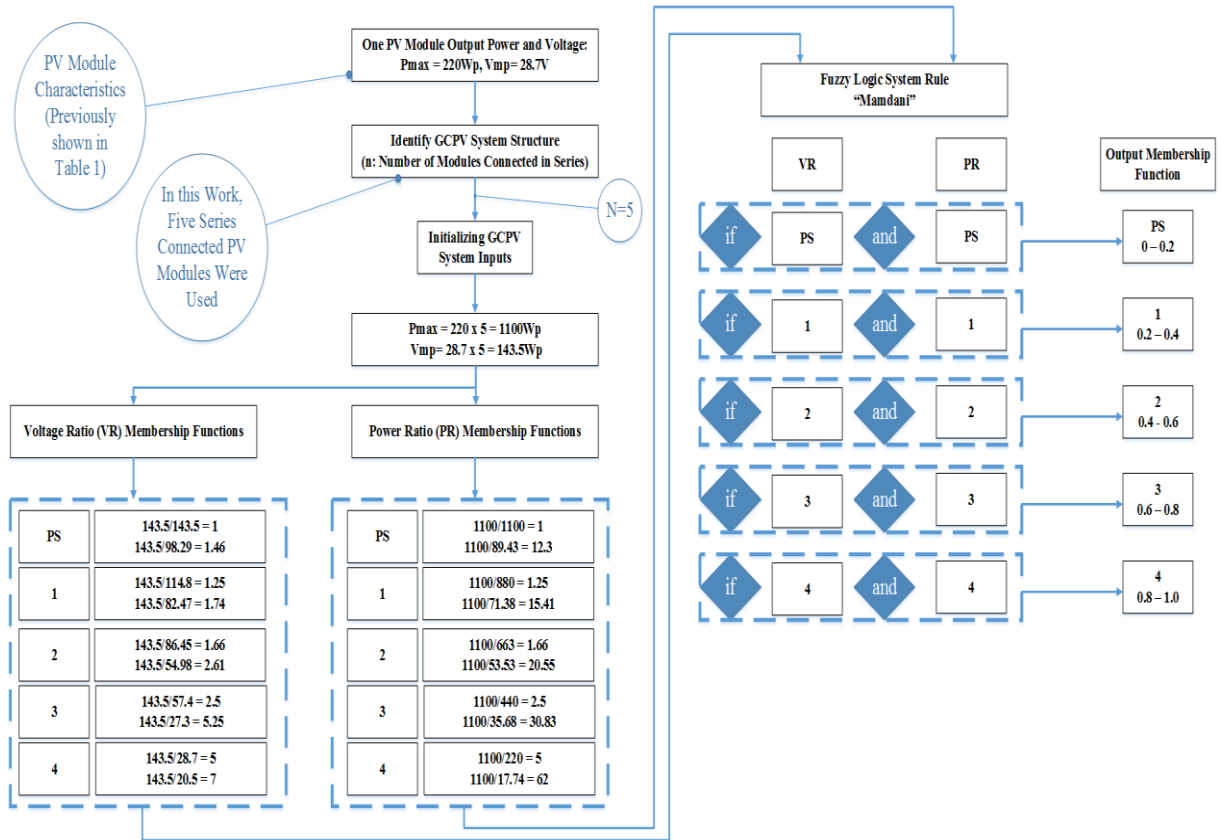 One PV Module Output Power and Voltage:
Pmax = 220Wp, Vmp= 28.7V
PV Module
Characteristics
(Previously
shown in
Table 1)
Identify GCPV System Structure
(n: Number of Modules Connected in Series)
In this Work,
Five Series
Connected PV
Modules Were
Used
N=5
Initializing GCPV
System Inputs
Pmax = 220 x 5 = 1100Wp
Vmp= 28.7 x 5 = 143.5Wp
Voltage Ratio (VR) Membership Functions
PS
143.5/143.5 = 1
143.5/98.29 = 1.46
1
143.5/114.8 = 1.25
143.5/82.47 = 1.74
2
143.5/86.45 = 1.66
143.5/54.98 = 2.61
3
143.5/57.4 = 2.5
143.5/27.3 = 5.25
4
143.5/28.7 = 5
143.5/20.5 = 7
Power Ratio (PR) Membership Functions
PS
1100/1100 = 1
1100/89.43 = 12.3
1
1100/880 = 1.25
1100/71.38 = 15.41
2
1100/663 = 1.66
1100/53.53 = 20.55
3
1100/440 = 2.5
1100/35.68 = 30.83
4
1100/220 = 5
1100/17.74 = 62
Fuzzy Logic System Rule
“Mamdani”
VR
PR
Output Membership
Function
if
PS
and
PS
PS
0 – 0.2
if
1
and
1
1
0.2 – 0.4
if
2
and
2
2
0.4 - 0.6
if
3
and
3
3
0.6 – 0.8
if
4
and
4
4
0.8 – 1.0